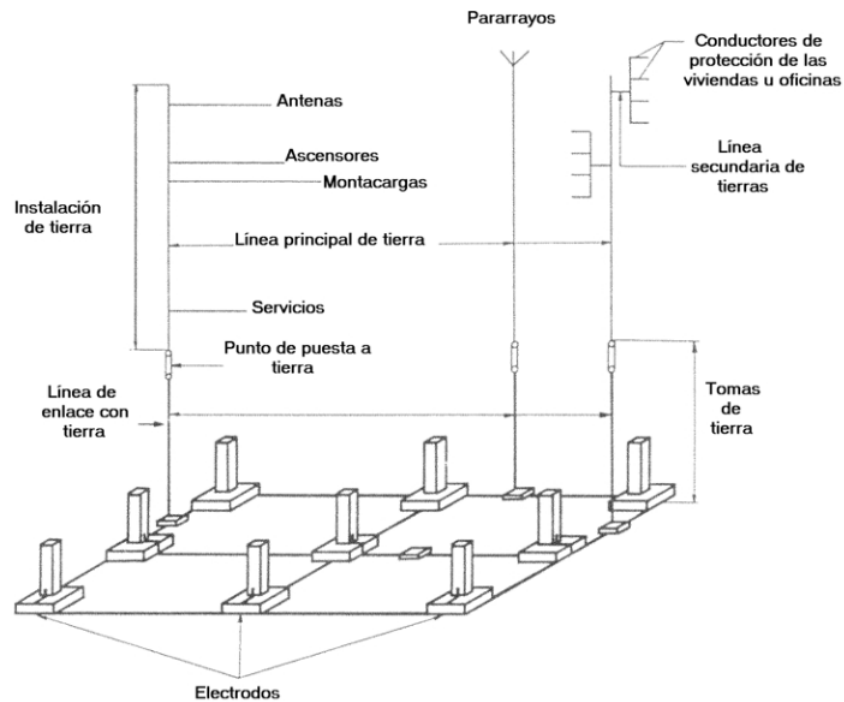 Pararrayos
Conductores de
protección de las
viviendas u oficinas
Antenas
Ascensores
Montacargas
Línea
secundaria de
tierras
Instalación
de tierra
Línea principal de tierra
Servicios
Punto de puesta a
tierra
Línea de
enlace con
tierra
Tomas
de
tierra
Electrodos